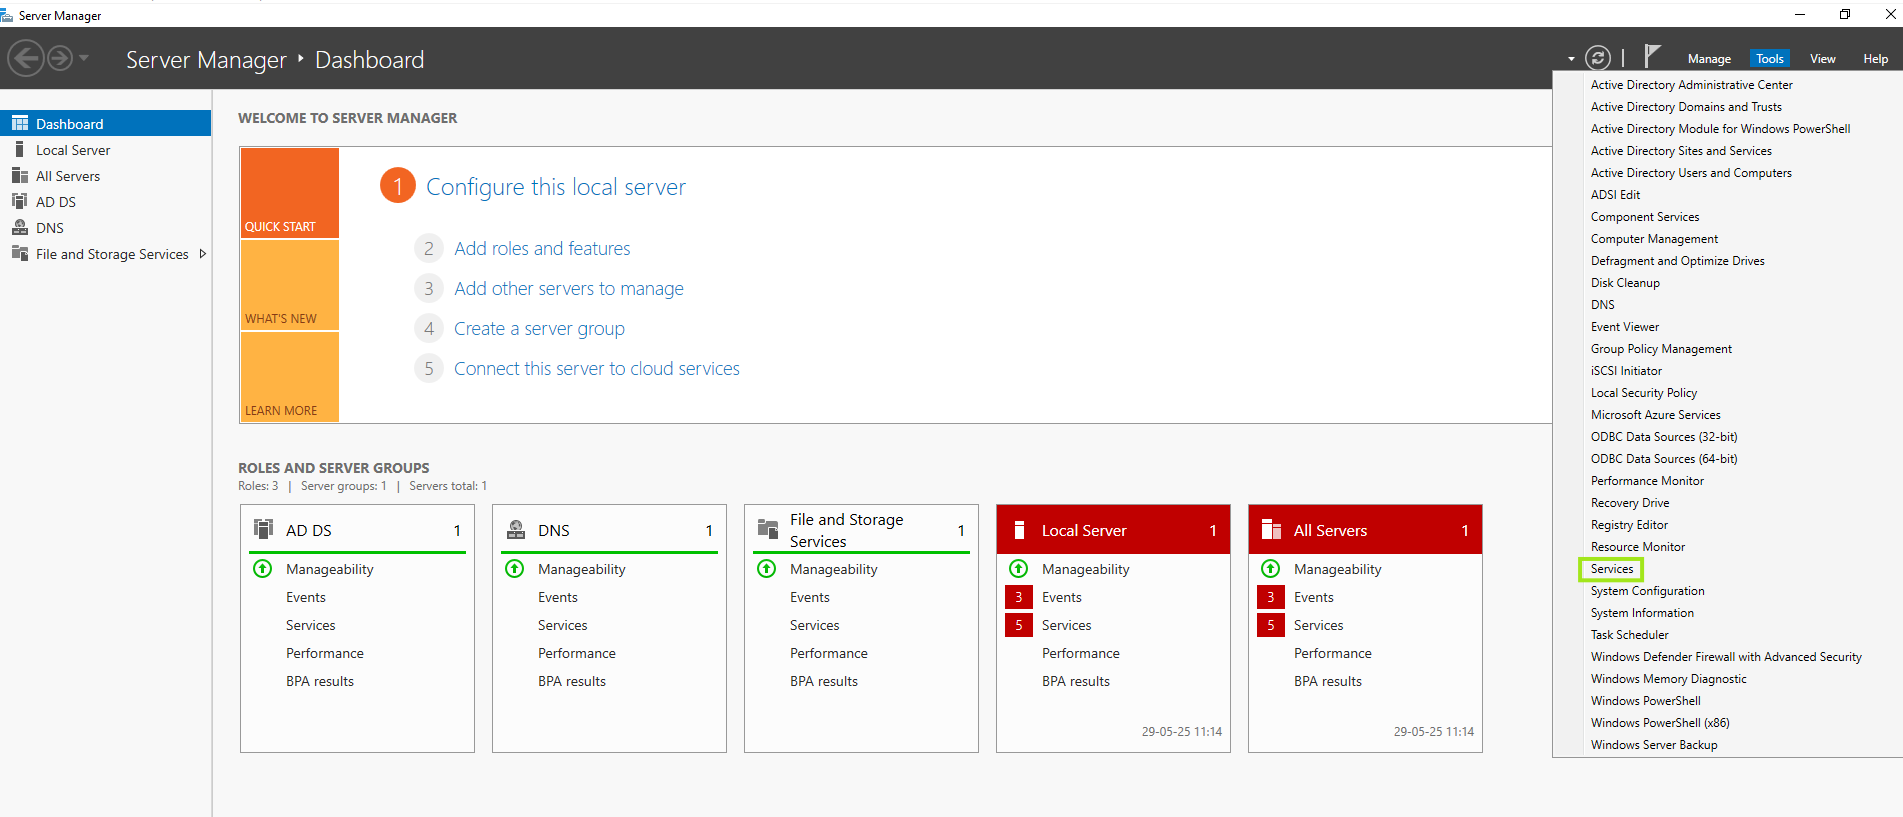 Server Manager
Server Manager ‣ Dashboard
Manage Tools View Help
Dashboard
Local Server
All Servers
AD DS
DNS
File and Storage Services
WELCOME TO SERVER MANAGER
QUICK START
WHAT'S NEW
LEARN MORE
1 Configure this local server
2 Add roles and features
3 Add other servers to manage
4 Create a server group
5 Connect this server to cloud services
ROLES AND SERVER GROUPS
Roles: 3 | Server groups: 1 | Servers total: 1
AD DS 1
Manageability
Events
Services
Performance
BPA results
DNS 1
Manageability
Events
Services
Performance
BPA results
File and Storage
Services 1
Manageability
Events
Services
Performance
BPA results
Local Server 1
Manageability
3 Events
5 Services
Performance
BPA results
29-05-25 11:14
All Servers 1
Manageability
3 Events
5 Services
Performance
BPA results
29-05-25 11:14
Active Directory Administrative Center
Active Directory Domains and Trusts
Active Directory Module for Windows PowerShell
Active Directory Sites and Services
Active Directory Users and Computers
ADSI Edit
Component Services
Computer Management
Defragment and Optimize Drives
Disk Cleanup
DNS
Event Viewer
Group Policy Management
iSCSI Initiator
Local Security Policy
Microsoft Azure Services
ODBC Data Sources (32-bit)
ODBC Data Sources (64-bit)
Performance Monitor
Recovery Drive
Registry Editor
Resource Monitor
Services
System Configuration
System Information
Task Scheduler
Windows Defender Firewall with Advanced Security
Windows Memory Diagnostic
Windows PowerShell
Windows PowerShell (x86)
Windows Server Backup